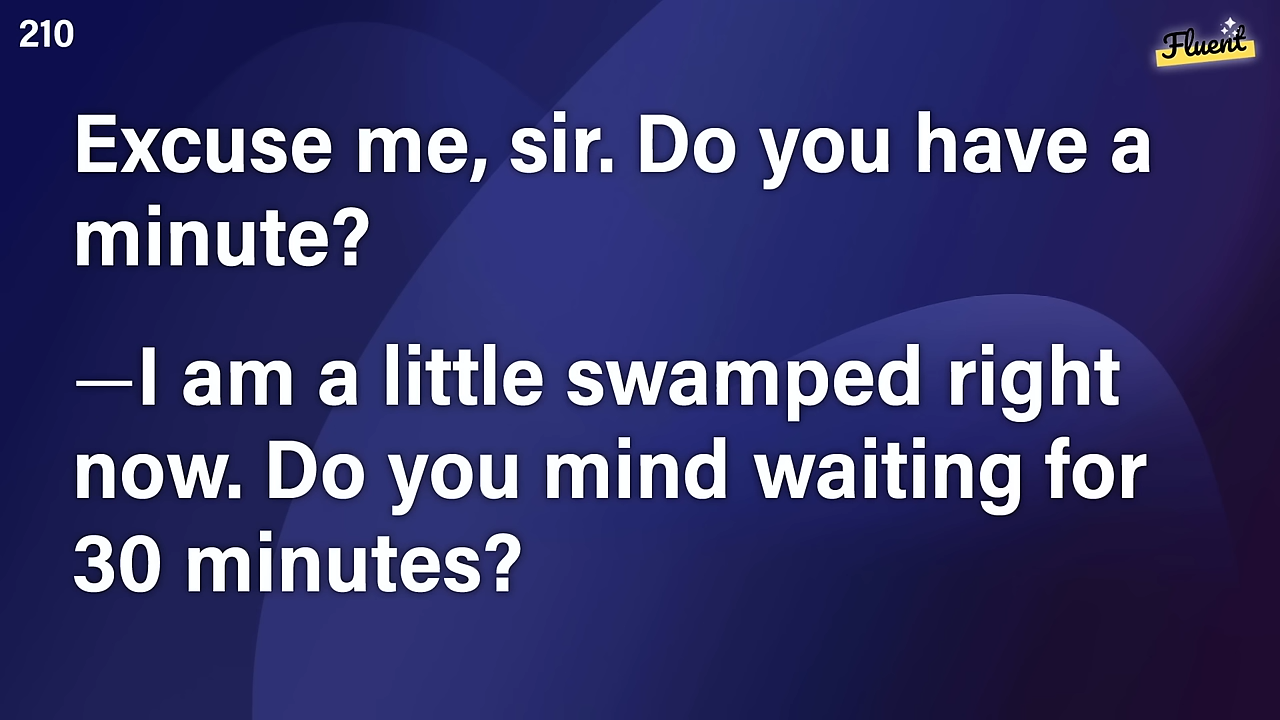 210
Fluent
Excuse me, sir. Do you have a
minute?
—I am a little swamped right
now. Do you mind waiting for
30 minutes?